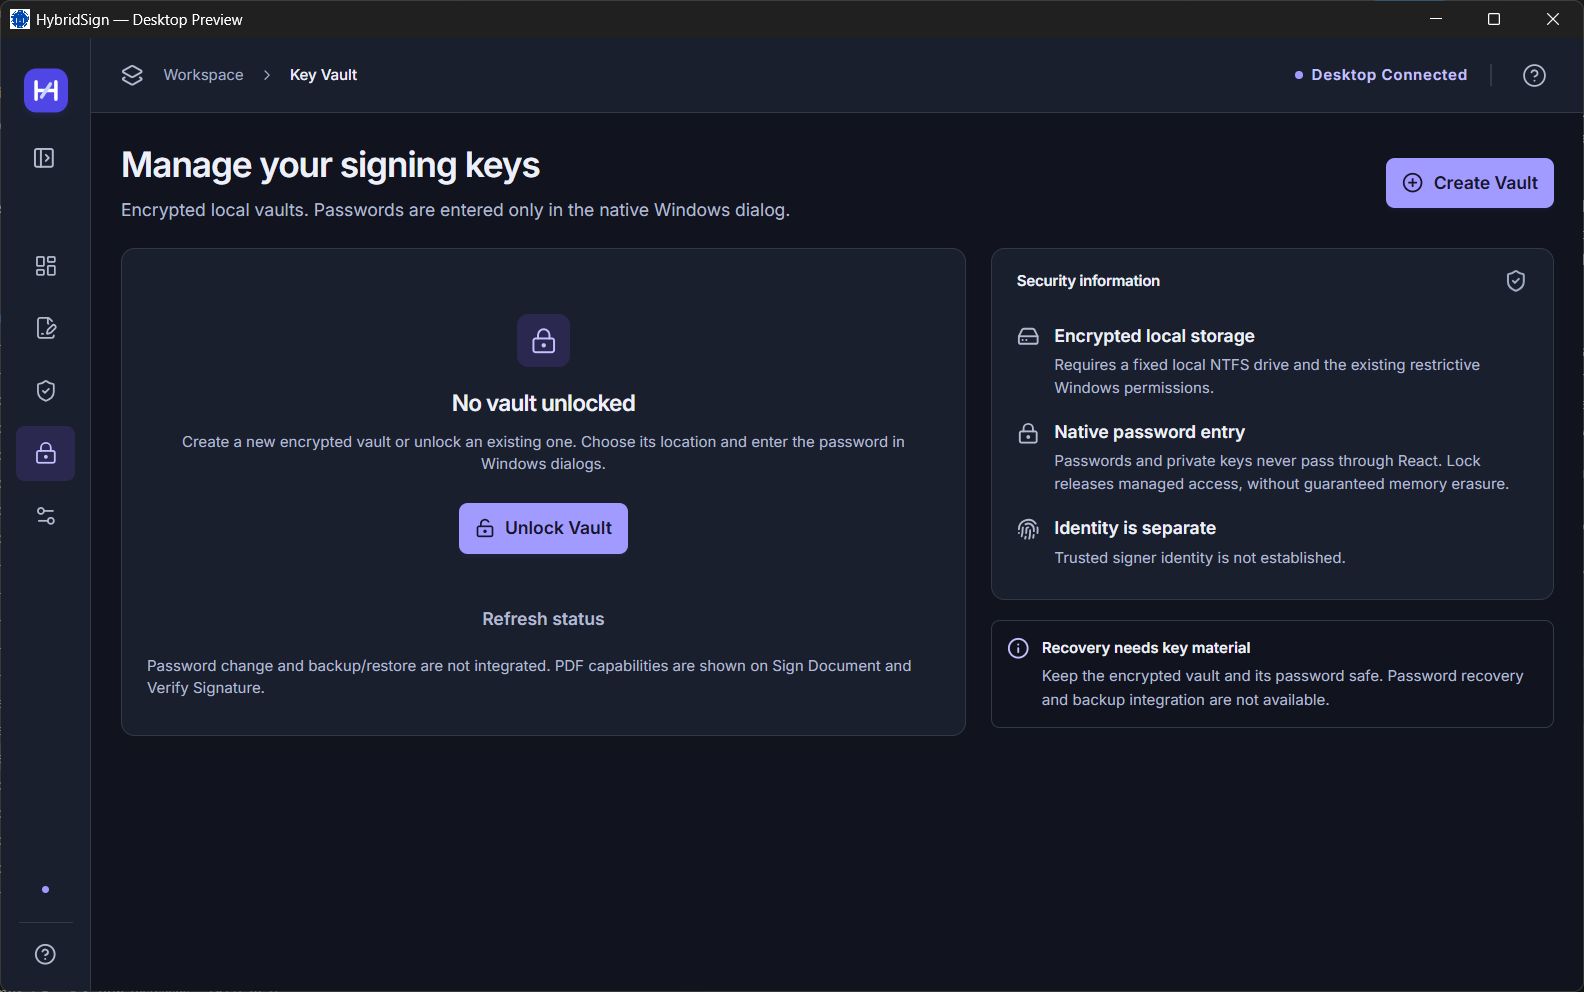 HybridSign — Desktop Preview
Workspace
Key Vault
Desktop Connected
Manage your signing keys
Encrypted local vaults. Passwords are entered only in the native Windows dialog.
Create Vault
No vault unlocked
Create a new encrypted vault or unlock an existing one. Choose its location and enter the password in
Windows dialogs.
Unlock Vault
Refresh status
Password change and backup/restore are not integrated. PDF capabilities are shown on Sign Document and
Verify Signature.
Security information
Encrypted local storage
Requires a fixed local NTFS drive and the existing restrictive
Windows permissions.
Native password entry
Passwords and private keys never pass through React. Lock
releases managed access, without guaranteed memory erasure.
Identity is separate
Trusted signer identity is not established.
Recovery needs key material
Keep the encrypted vault and its password safe. Password recovery
and backup integration are not available.